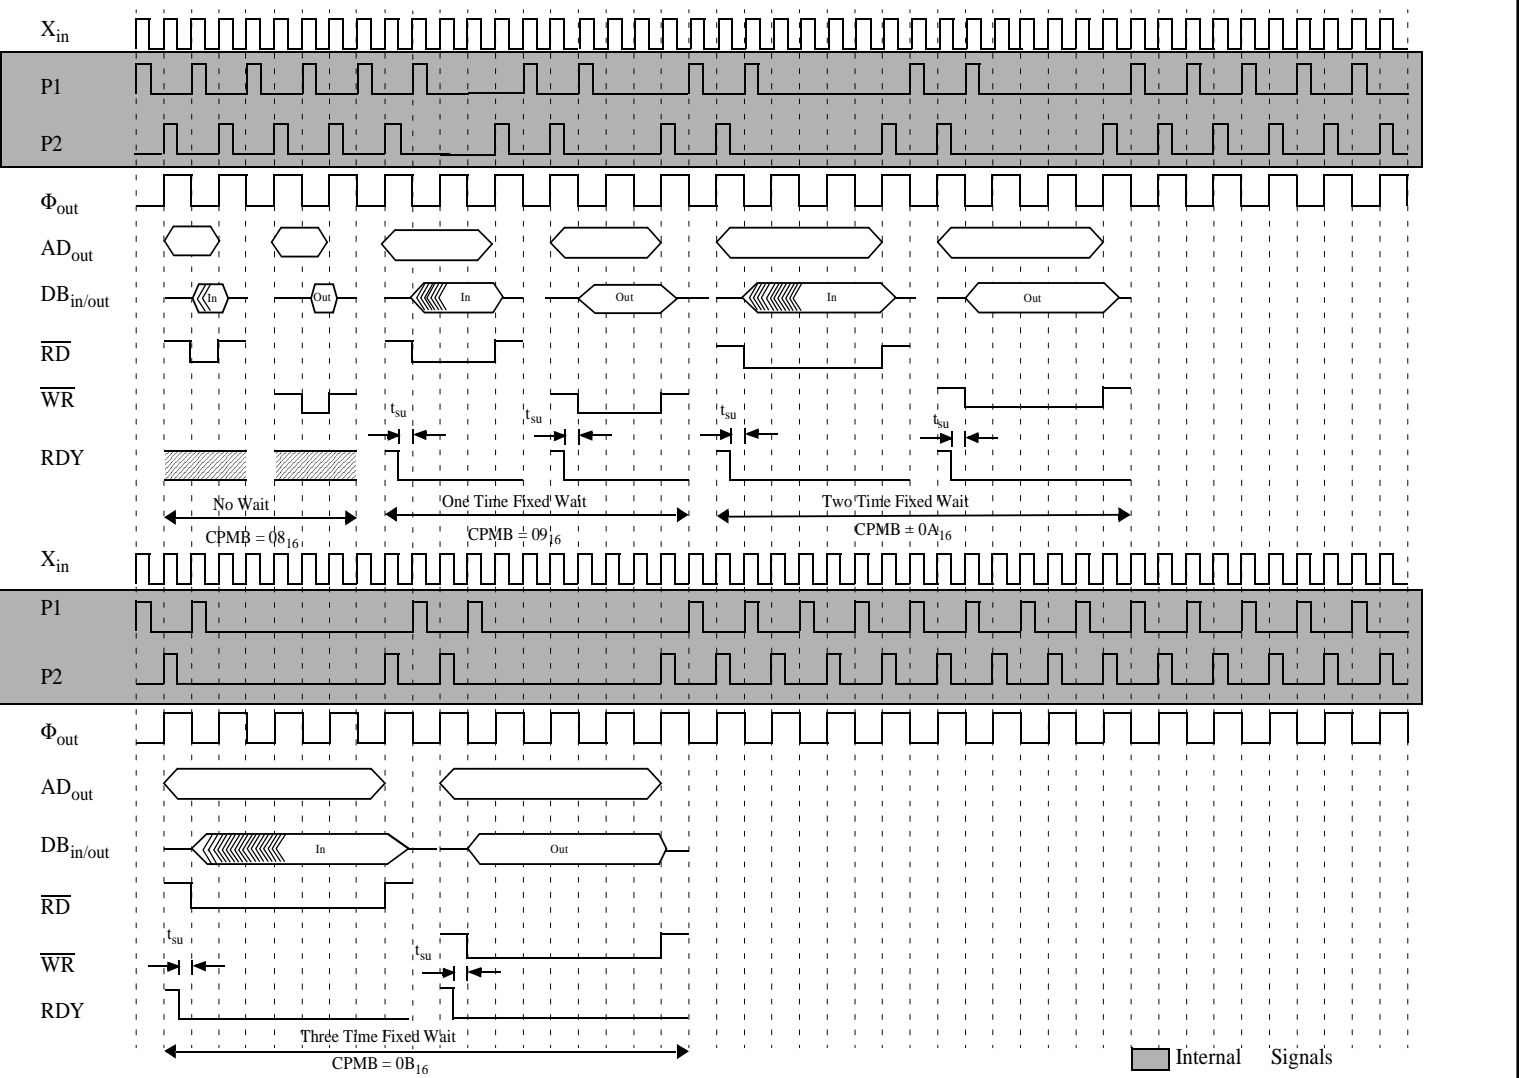 Xin
P1
P2
Φout
ADout
DBin/out
In Out In Out In Out
RD
WR
tsu tsu tsu tsu
RDY
No Wait One Time Fixed Wait Two Time Fixed Wait
CPMB = 0816 CPMB = 0916 CPMB = 0A16
Xin
P1
P2
Φout
ADout
DBin/out
In Out
RD
tsu tsu
WR
RDY
Three Time Fixed Wait
CPMB = 0B16
Internal Signals